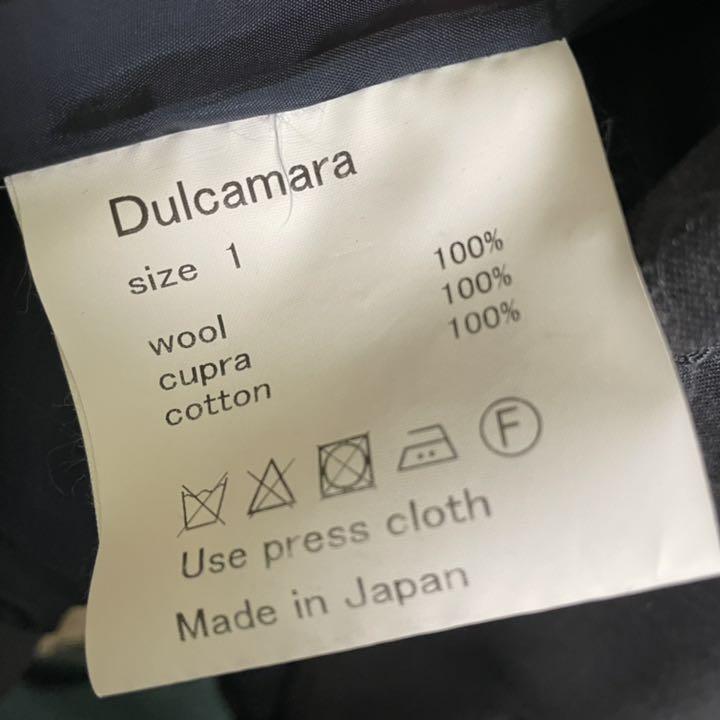 Dulcamara
size 1
wool 100%
cupra 100%
cotton 100%
F
Use press cloth
Made in Japan